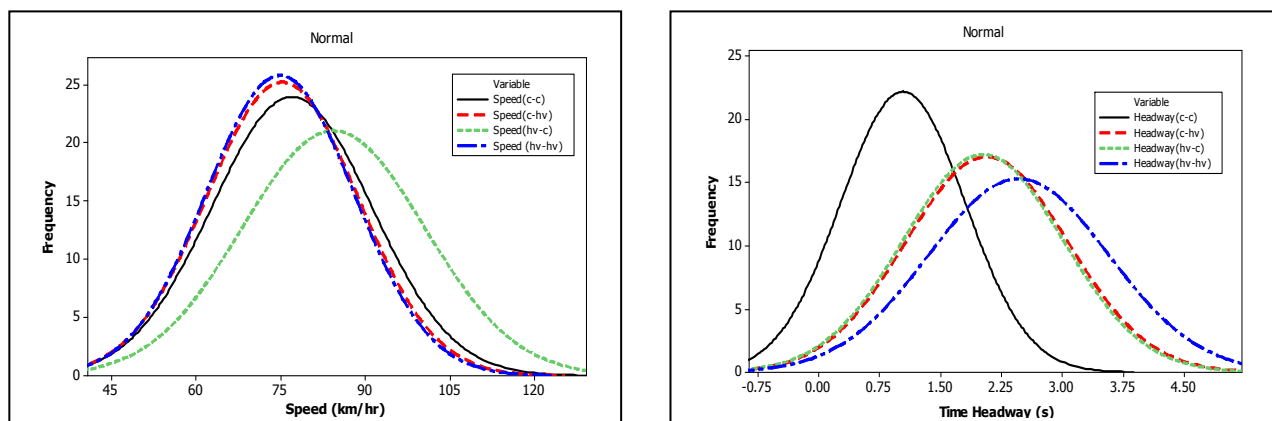 Normal
25
20
15
10
5
0
Frequency
Variable
Speed(c-c)
Speed(c-hv)
Speed(hv-c)
Speed (hv-hv)
45 60 75 90 105 120
Speed (km/hr)
Normal
25
20
15
10
5
0
Frequency
Variable
Headway(c-c)
Headway(c-hv)
Headway(hv-c)
Headway(hv-hv)
-0.75 0.00 0.75 1.50 2.25 3.00 3.75 4.50
Time Headway (s)